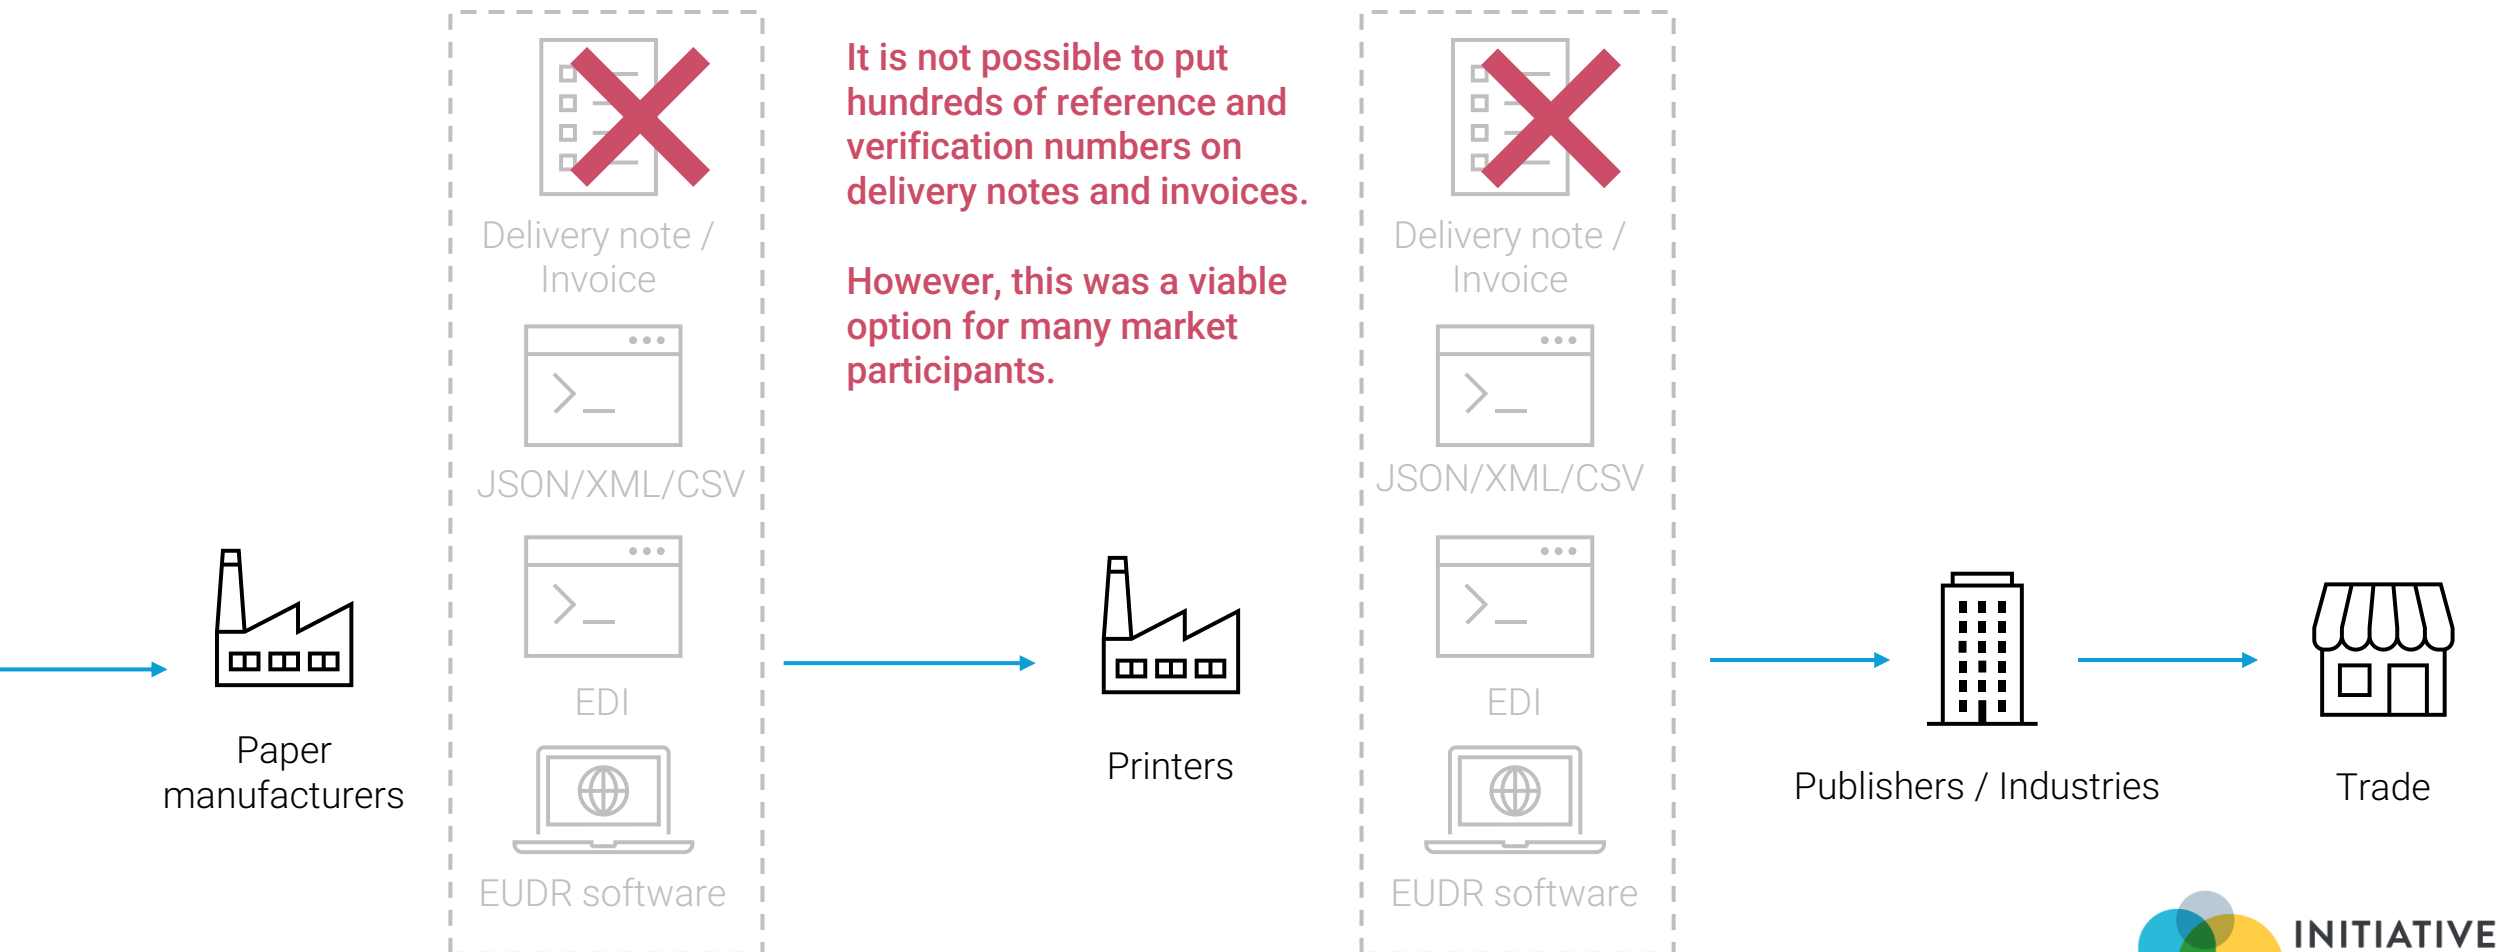 It is not possible to put
hundreds of reference and
verification numbers on
delivery notes and invoices.
However, this was a viable
option for many market
participants.
Delivery note /
Invoice
JSON/XML/CSV
EDI
EUDR software
Delivery note /
Invoice
JSON/XML/CSV
EDI
EUDR software
Paper
manufacturers
Printers
Publishers / Industries
Trade
INITIATIVE